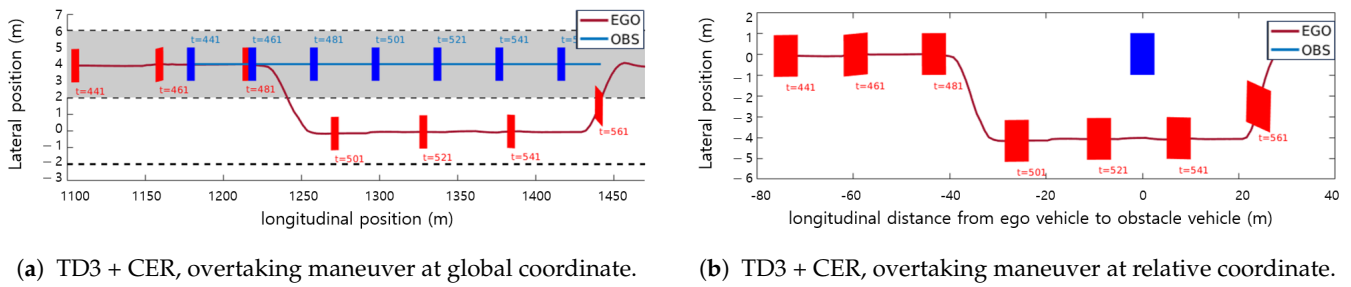 Lateral position (m)
6
5
4
3
2
1
0
−1
−2
−3
EGO
OBS
t=441
t=461
t=481
t=501
t=521
t=541
t=441
t=461
t=481
t=501
t=521
t=541
t=561
1100
1150
1200
1250
1300
1350
1400
1450
longitudinal position (m)
(a) TD3 + CER, overtaking maneuver at global coordinate.
Lateral position (m)
2
1
0
−1
−2
−3
−4
−5
−6
EGO
OBS
t=441
t=461
t=481
t=501
t=521
t=541
t=561
-80
-60
-40
-20
0
20
40
longitudinal distance from ego vehicle to obstacle vehicle (m)
(b) TD3 + CER, overtaking maneuver at relative coordinate.